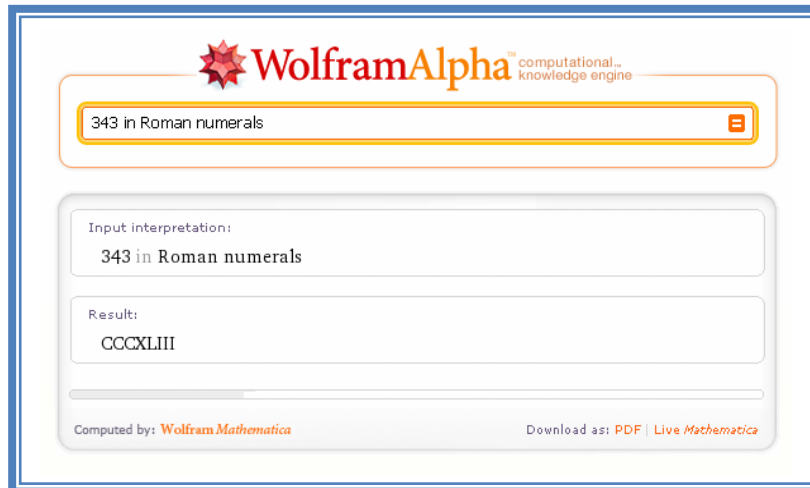 WolframAlpha™ computational...
knowledge engine
343 in Roman numerals
Input interpretation:
343 in Roman numerals
Result:
CCCXLIII
Computed by: Wolfram Mathematica
Download as: PDF | Live Mathematica